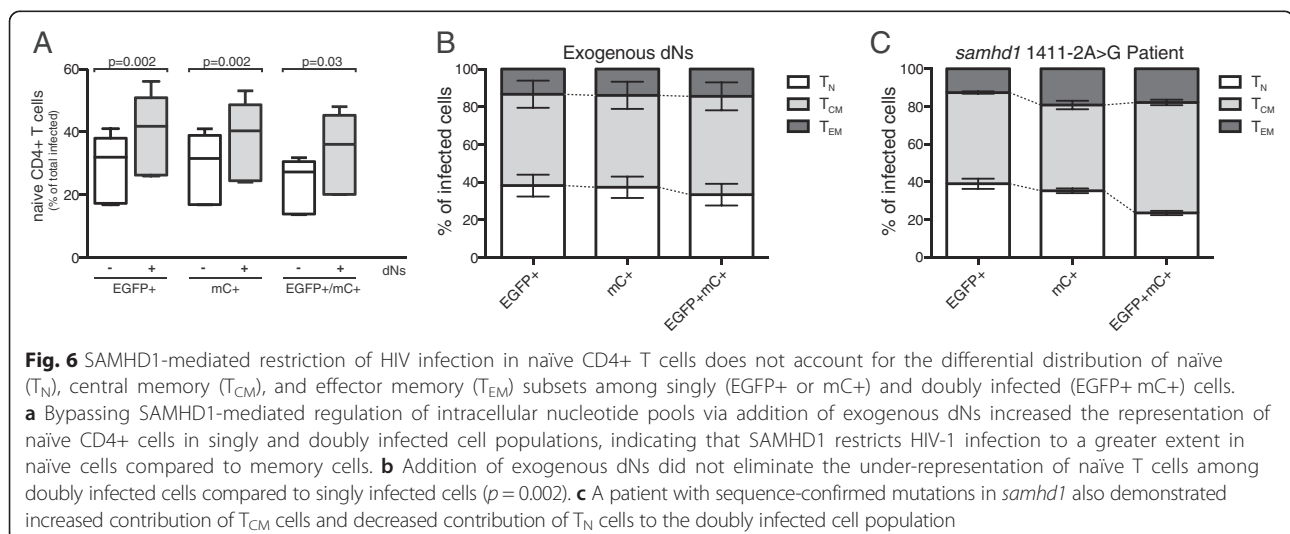 A
p=0.002
p=0.002
p=0.03
naïve CD4+ T cells
(% of total infected)
60
40
20
0
-
+
-
+
-
+
dNs
EGFP+
mC+
EGFP+/mC+
B
Exogenous dNs
% of infected cells
100
80
60
40
20
0
EGFP+
mC+
EGFP+mC+
TN
TCM
TEM
C
samhd1 1411-2A>G Patient
% of infected cells
100
80
60
40
20
0
EGFP+
mC+
EGFP+mC+
TN
TCM
TEM
Fig. 6 SAMHD1-mediated restriction of HIV infection in naïve CD4+ T cells does not account for the differential distribution of naïve
(TN), central memory (TCM), and effector memory (TEM) subsets among singly (EGFP+ or mC+) and doubly infected (EGFP+ mC+) cells.
a Bypassing SAMHD1-mediated regulation of intracellular nucleotide pools via addition of exogenous dNs increased the representation of
naïve CD4+ cells in singly and doubly infected cell populations, indicating that SAMHD1 restricts HIV-1 infection to a greater extent in
naïve cells compared to memory cells. b Addition of exogenous dNs did not eliminate the under-representation of naïve T cells among
doubly infected cells compared to singly infected cells (p = 0.002). c A patient with sequence-confirmed mutations in samhd1 also demonstrated
increased contribution of TCM cells and decreased contribution of TN cells to the doubly infected cell population